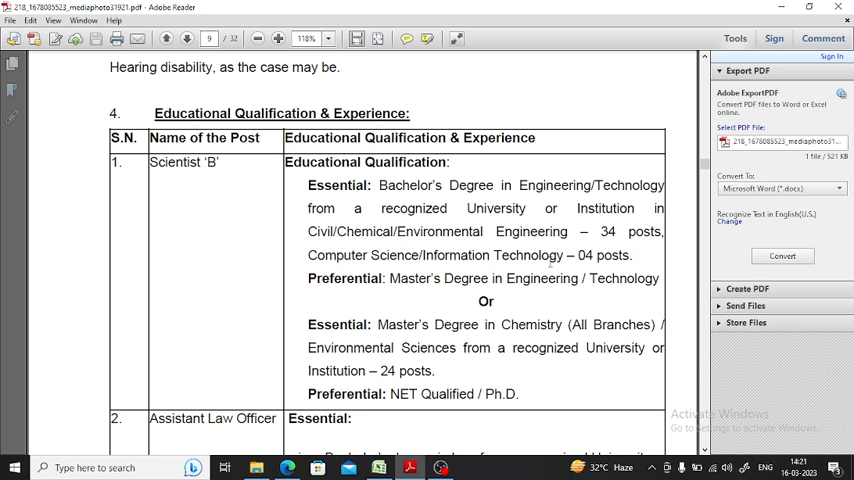 218_1678085523_mediaphoto31921.pdf - Adobe Reader
File Edit View Window Help
9 / 32 118% Tools Sign Comment
Sign In
Hearing disability, as the case may be.
4. Educational Qualification & Experience:
S.N. Name of the Post Educational Qualification & Experience
1. Scientist ‘B’ Educational Qualification:
Essential: Bachelor’s Degree in Engineering/Technology
from a recognized University or Institution in
Civil/Chemical/Environmental Engineering – 34 posts,
Computer Science/Information Technology – 04 posts.
Preferential: Master’s Degree in Engineering / Technology
Or
Essential: Master’s Degree in Chemistry (All Branches) /
Environmental Sciences from a recognized University or
Institution – 24 posts.
Preferential: NET Qualified / Ph.D.
2. Assistant Law Officer Essential:
Export PDF
Adobe ExportPDF
Convert PDF files to Word or Excel
online.
Select PDF File:
218_1678085523_mediaphoto31...
1 file / 521 KB
Convert To:
Microsoft Word (*.docx)
Recognize Text in English(U.S.)
Change
Convert
Create PDF
Send Files
Store Files
Activate Windows
Go to Settings to activate Windows.
Type here to search
32°C Haze
ENG
14:21
16-03-2023
3